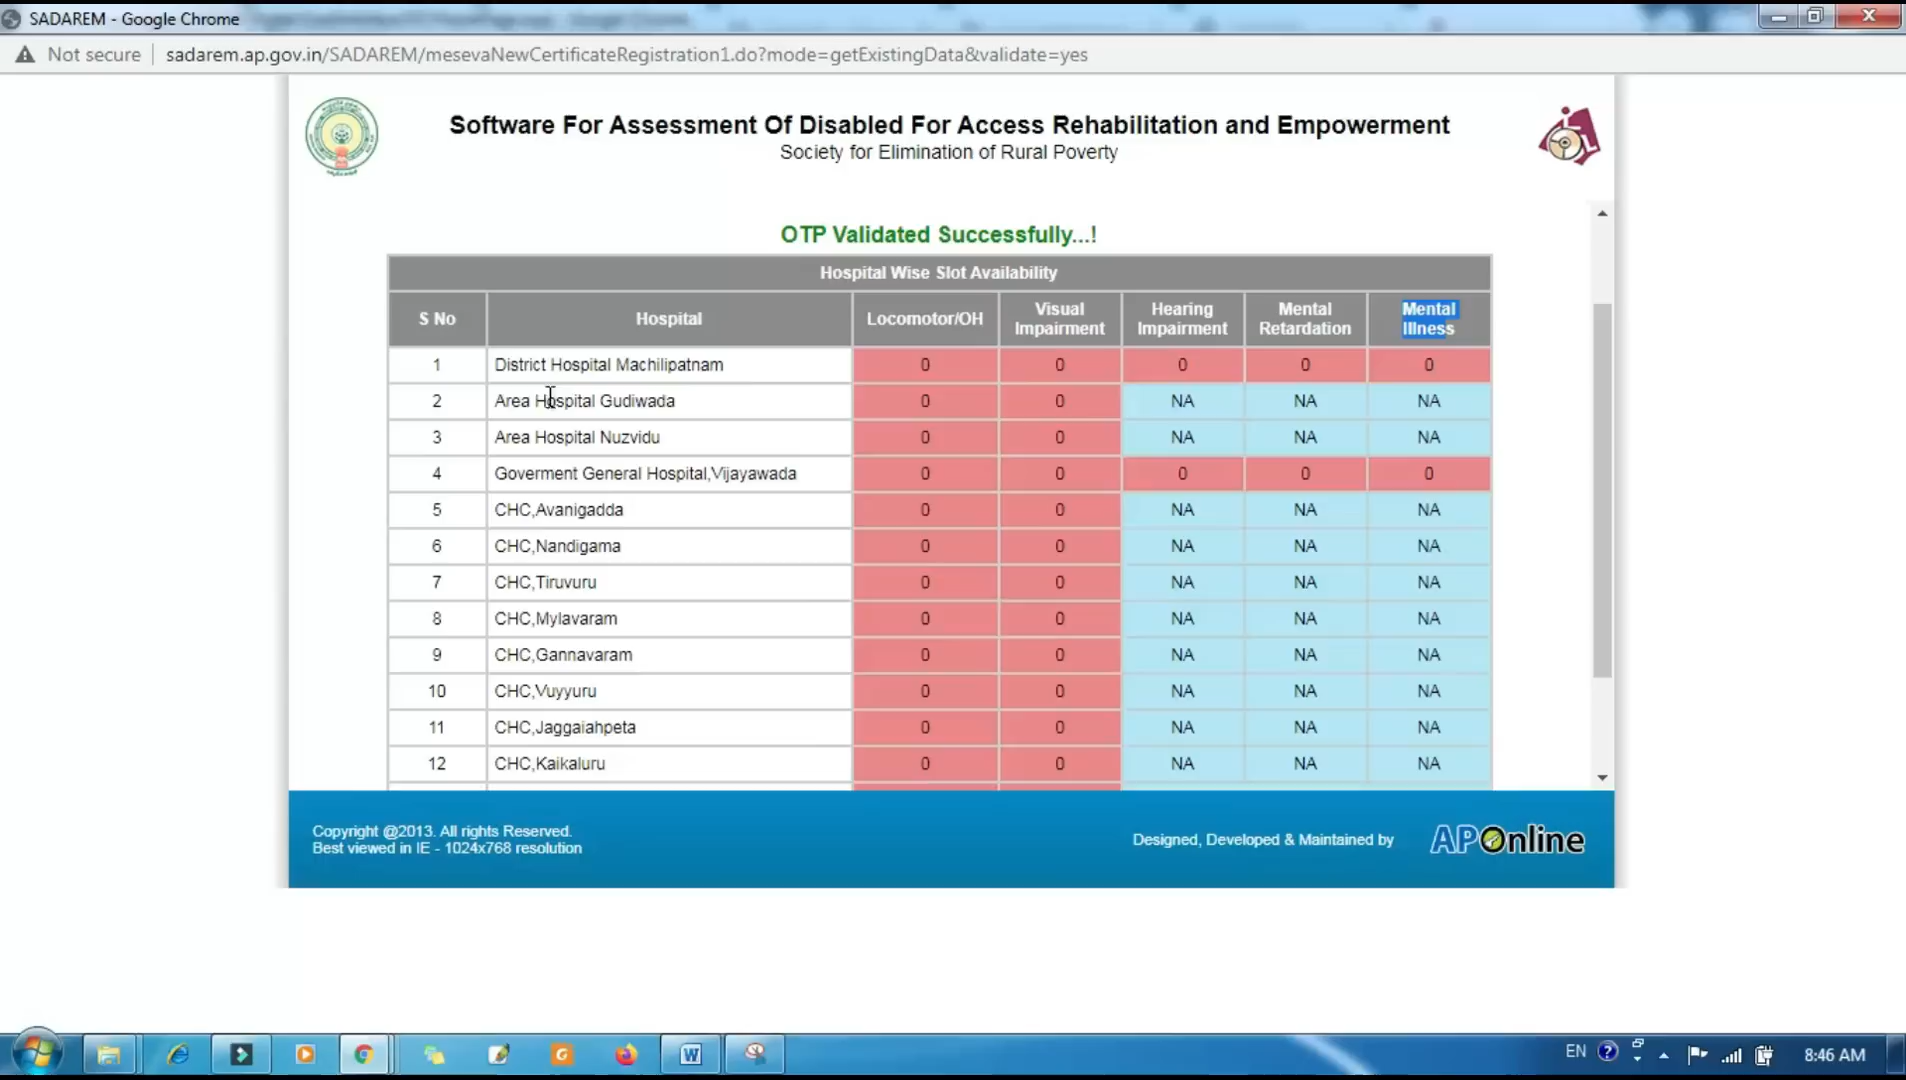 SADAREM - Google Chrome
Not secure | sadarem.ap.gov.in/SADAREM/mesevaNewCertificateRegistration1.do?mode=getExistingData&validate=yes
Software For Assessment Of Disabled For Access Rehabilitation and Empowerment
Society for Elimination of Rural Poverty
OTP Validated Successfully...!
Hospital Wise Slot Availability
S No Hospital Locomotor/OH Visual Impairment Hearing Impairment Mental Retardation Mental Illness
1 District Hospital Machilipatnam 0 0 0 0 0
2 Area Hospital Gudiwada 0 0 NA NA NA
3 Area Hospital Nuzvidu 0 0 NA NA NA
4 Goverment General Hospital,Vijayawada 0 0 0 0 0
5 CHC,Avanigadda 0 0 NA NA NA
6 CHC,Nandigama 0 0 NA NA NA
7 CHC,Tiruvuru 0 0 NA NA NA
8 CHC,Mylavaram 0 0 NA NA NA
9 CHC,Gannavaram 0 0 NA NA NA
10 CHC,Vuyyuru 0 0 NA NA NA
11 CHC,Jaggaiahpeta 0 0 NA NA NA
12 CHC,Kaikaluru 0 0 NA NA NA
Copyright @2013. All rights Reserved.
Best viewed in IE - 1024x768 resolution
Designed, Developed & Maintained by APOnline
EN 8:46 AM